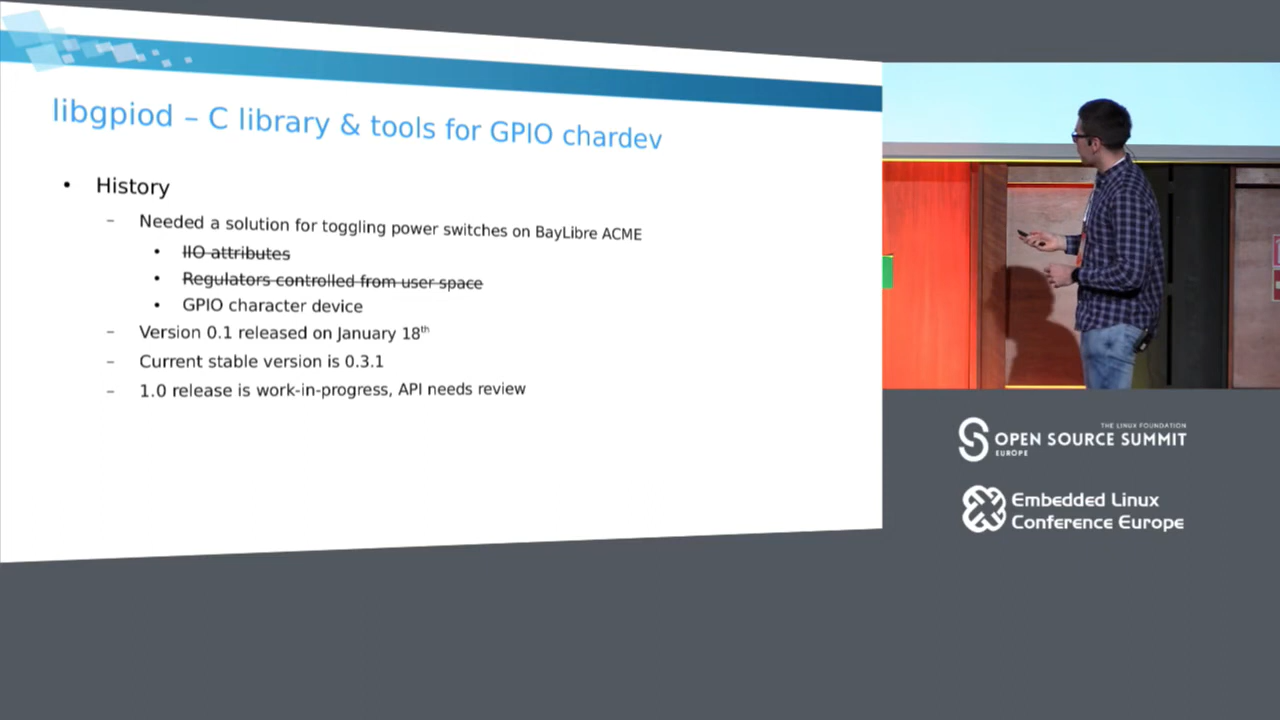 libgpiod – C library & tools for GPIO chardev
• History
– Needed a solution for toggling power switches on BayLibre ACME
• IIO attributes
• Regulators controlled from user space
• GPIO character device
– Version 0.1 released on January 18th
– Current stable version is 0.3.1
– 1.0 release is work-in-progress, API needs review
THE LINUX FOUNDATION
OPEN SOURCE SUMMIT
EUROPE
Embedded Linux
Conference Europe